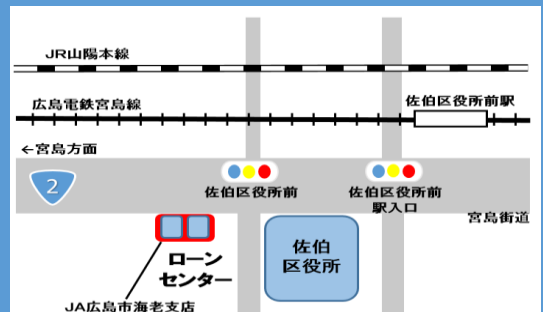 JR山陽本線
広島電鉄宮島線
佐伯区役所前駅
←宮島方面
2
佐伯区役所前
佐伯区役所前
駅入口
宮島街道
ローン
センター
佐伯
区役所
JA広島市海老支店